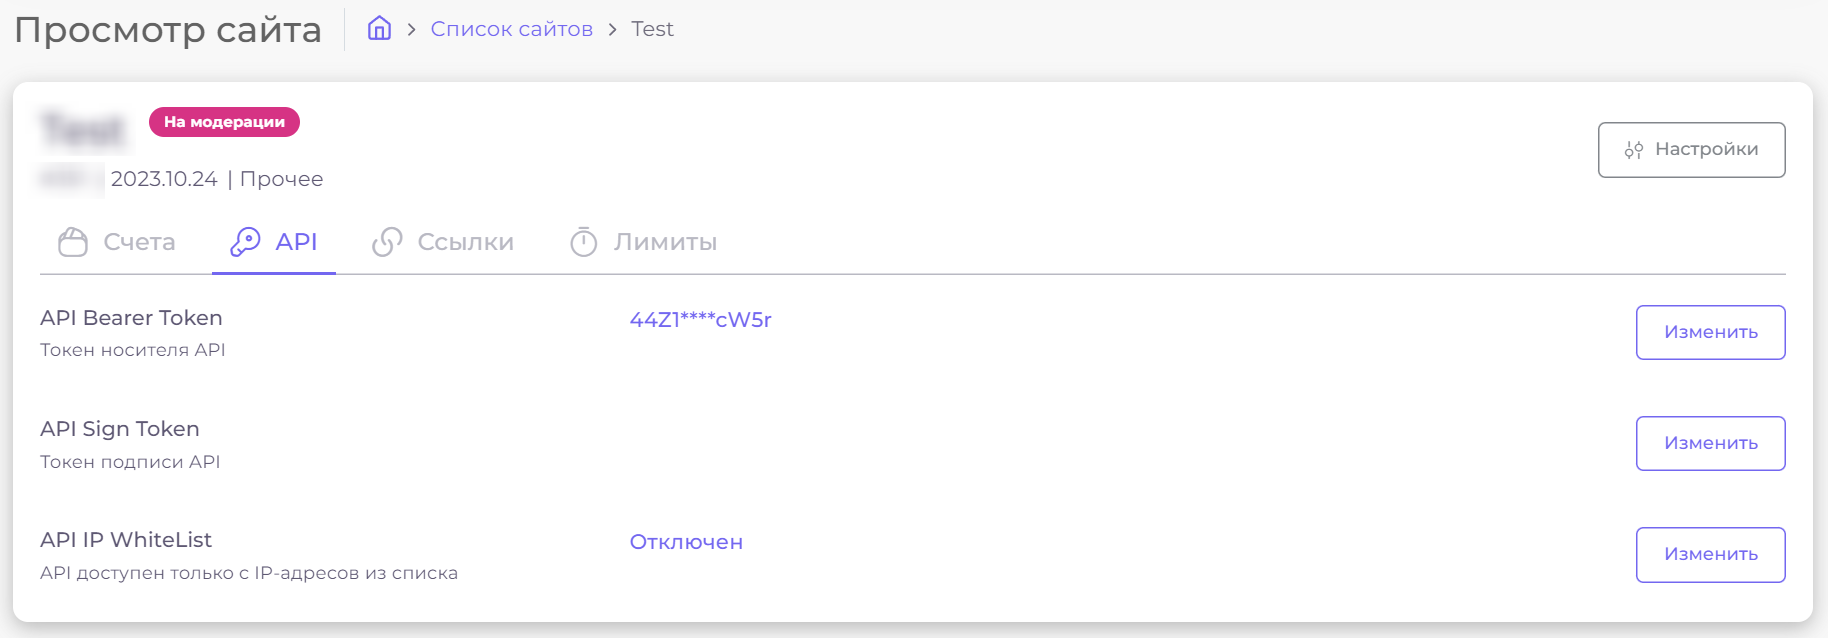 Просмотр сайта
Список сайтов > Test
Test
На модерации
2023.10.24 | Прочее
Настройки
Счета API Ссылки Лимиты
API Bearer Token
44Z1****cW5r
Изменить
Токен носителя API
API Sign Token
Изменить
Токен подписи API
API IP WhiteList
Отключен
Изменить
API доступен только с IP-адресов из списка